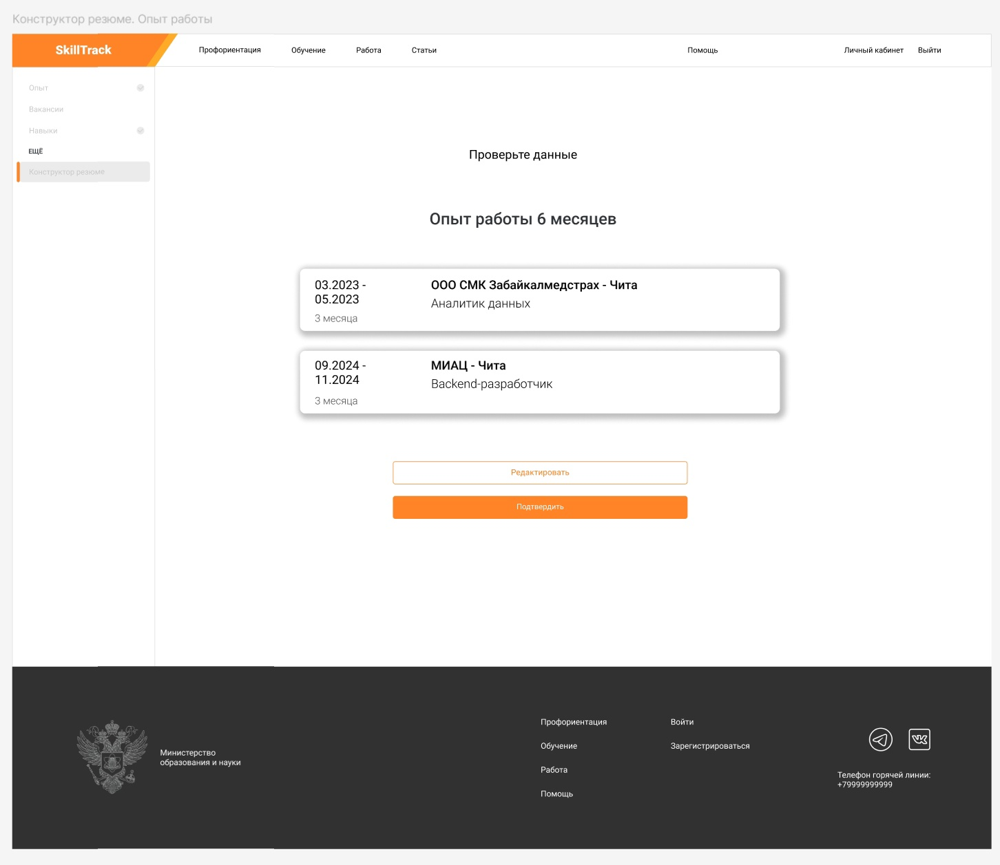 Конструктор резюме. Опыт работы
SkillTrack
Профориентация
Обучение
Работа
Статьи
Помощь
Личный кабинет
Выйти
Опыт
Вакансии
Навыки
ЕЩЁ
Конструктор резюме
Проверьте данные
Опыт работы 6 месяцев
03.2023 -
05.2023
3 месяца
ООО СМК Забайкалмедстрах - Чита
Аналитик данных
09.2024 -
11.2024
3 месяца
МИАЦ - Чита
Backend-разработчик
Редактировать
Подтвердить
Министерство
образования и науки
Профориентация
Обучение
Работа
Помощь
Войти
Зарегистрироваться
Телефон горячей линии:
+79999999999